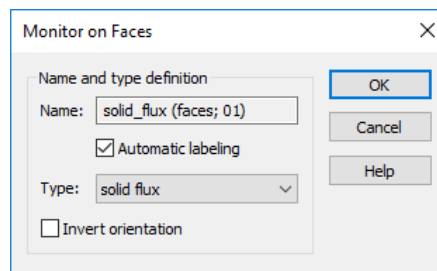 Monitor on Faces
Name and type definition
Name: solid_flux (faces; 01)
Automatic labeling
Type: solid flux
Invert orientation
OK
Cancel
Help